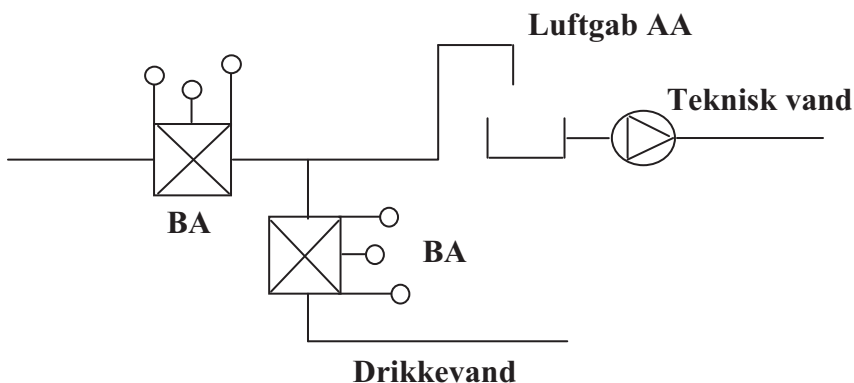 Luftgab AA
Teknisk vand
BA
BA
Drikkevand